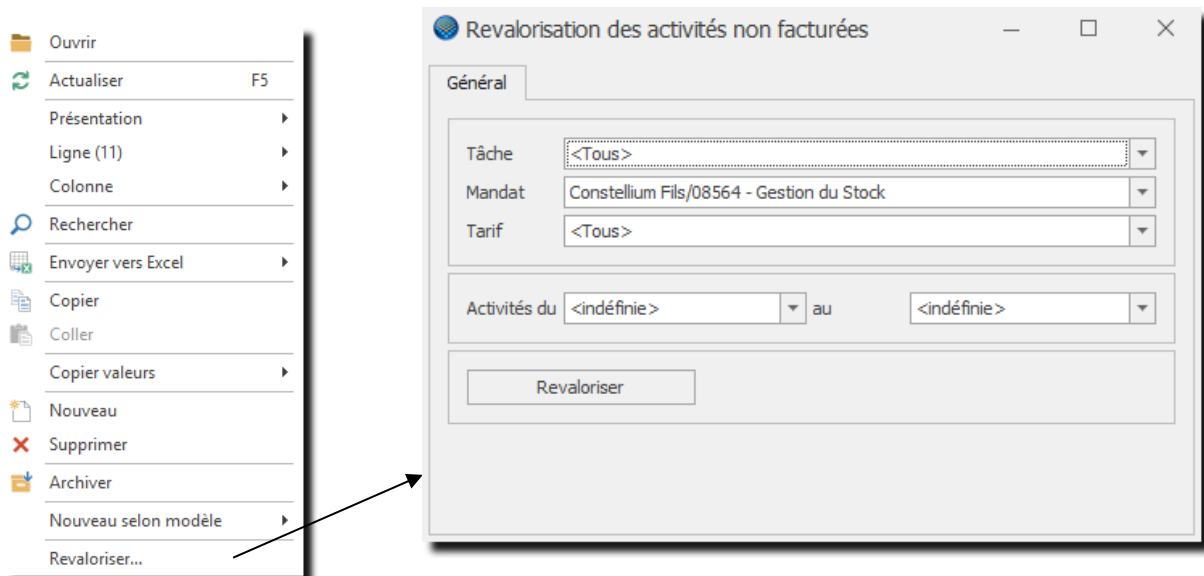 Ouvrir
Actualiser F5
Présentation
Ligne (11)
Colonne
Rechercher
Envoyer vers Excel
Copier
Coller
Copier valeurs
Nouveau
Supprimer
Archiver
Nouveau selon modèle
Revaloriser...
Revalorisation des activités non facturées
Général
Tâche <Tous>
Mandat Constellium Fils/08564 - Gestion du Stock
Tarif <Tous>
Activités du <indéfinie> au <indéfinie>
Revaloriser